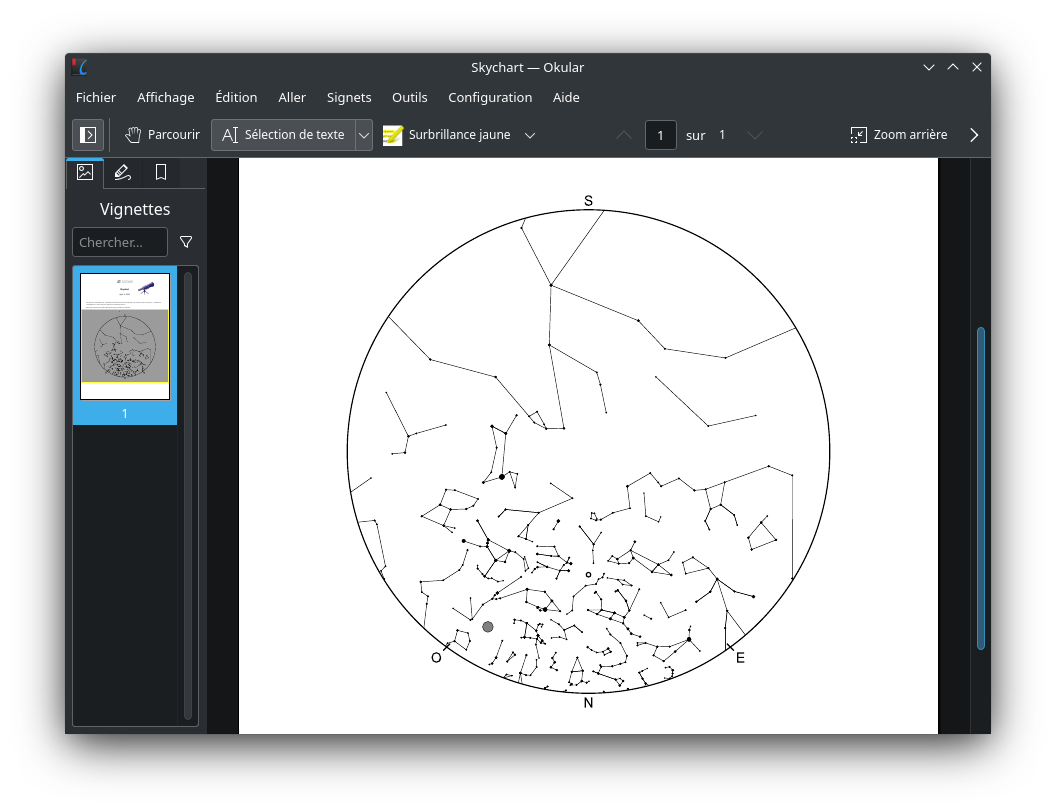 Skychart — Okular
Fichier Affichage Édition Aller Signets Outils Configuration Aide
Parcourir Sélection de texte Surbrillance jaune 1 sur 1 Zoom arrière
Vignettes
Chercher...
1
S
O E
N